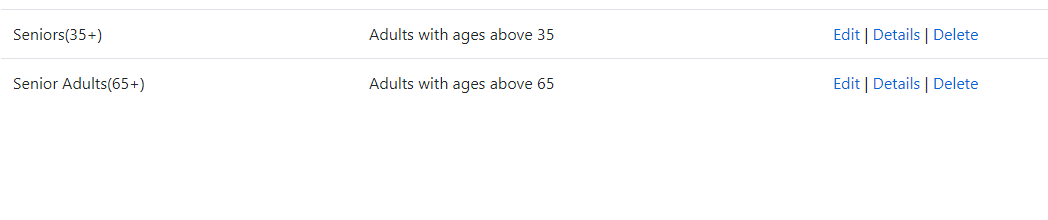 Seniors(35+) Adults with ages above 35 Edit | Details | Delete
Senior Adults(65+) Adults with ages above 65 Edit | Details | Delete